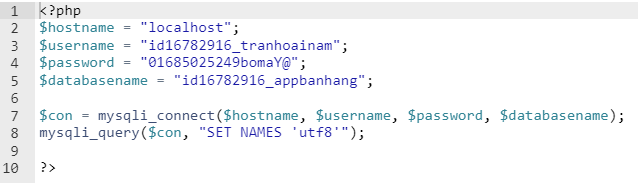 1 <?php
2 $hostname = "localhost";
3 $username = "id16782916_tranhoainam";
4 $password = "01685025249bomaY@";
5 $databasename = "id16782916_appbanhang";
6
7 $con = mysqli_connect($hostname, $username, $password, $databasename);
8 mysqli_query($con, "SET NAMES 'utf8'");
9
10 ?>